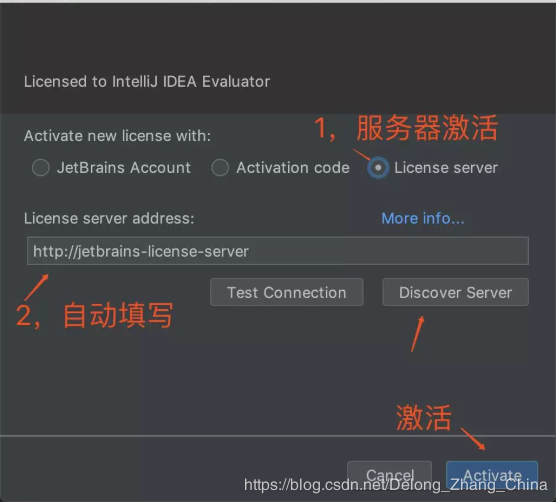 Licensed to IntelliJ IDEA Evaluator
Activate new license with:
1，服务器激活
JetBrains Account
Activation code
License server
License server address:
More info...
http://jetbrains-license-server
Test Connection
Discover Server
2，自动填写
激活
Cancel
Activate
https://blog.csdn.net/Delong_Zhang_China